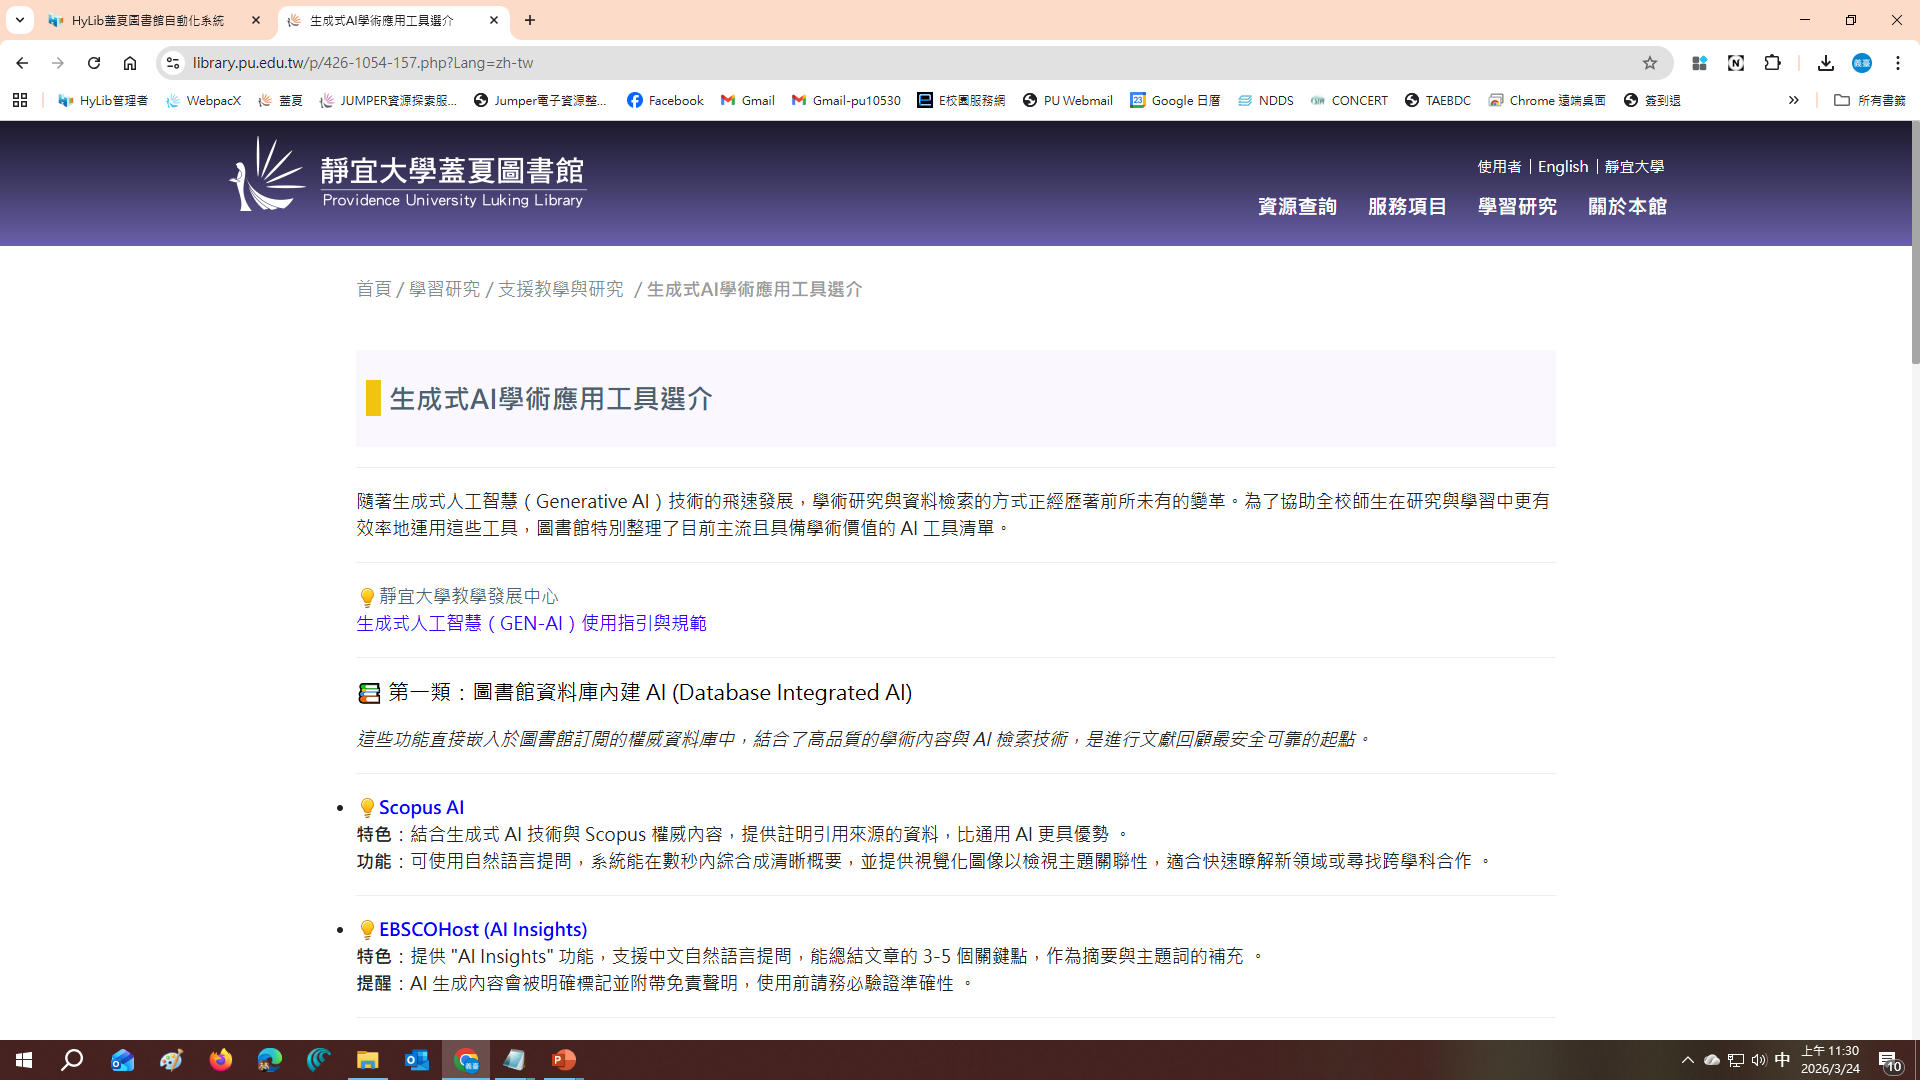 HyLib蓋夏圖書館自動化系統
生成式AI學術應用工具選介
library.pu.edu.tw/p/426-1054-157.php?Lang=zh-tw
HyLib管理者
WebpacX
蓋夏
JUMPER資源探索服...
Jumper電子資源整...
Facebook
Gmail
Gmail-pu10530
E校園服務網
PU Webmail
Google 日曆
NDDS
CONCERT
TAEBDC
Chrome 遠端桌面
簽到退
所有書籤
靜宜大學蓋夏圖書館
Providence University Luking Library
使用者 | English | 靜宜大學
資源查詢 服務項目 學習研究 關於本館
首頁 / 學習研究 / 支援教學與研究 / 生成式AI學術應用工具選介
生成式AI學術應用工具選介
隨著生成式人工智慧（Generative AI）技術的飛速發展，學術研究與資料檢索的方式正經歷著前所未有的變革。為了協助全校師生在研究與學習中更有
效率地運用這些工具，圖書館特別整理了目前主流且具備學術價值的 AI 工具清單。
💡靜宜大學教學發展中心
生成式人工智慧（GEN-AI）使用指引與規範
📚 第一類：圖書館資料庫內建 AI (Database Integrated AI)
這些功能直接嵌入於圖書館訂閱的權威資料庫中，結合了高品質的學術內容與 AI 檢索技術，是進行文獻回顧最安全可靠的起點。
• 💡Scopus AI
特色：結合生成式 AI 技術與 Scopus 權威內容，提供註明引用來源的資料，比通用 AI 更具優勢 。
功能：可使用自然語言提問，系統能在數秒內綜合成清晰概要，並提供視覺化圖像以檢視主題關聯性，適合快速瞭解新領域或尋找跨學科合作 。
• 💡EBSCOHost (AI Insights)
特色：提供 "AI Insights" 功能，支援中文自然語言提問，能總結文章的 3-5 個關鍵點，作為摘要與主題詞的補充 。
提醒：AI 生成內容會被明確標記並附帶免責聲明，使用前請務必驗證準確性 。
中
上午 11:30
2026/3/24
10